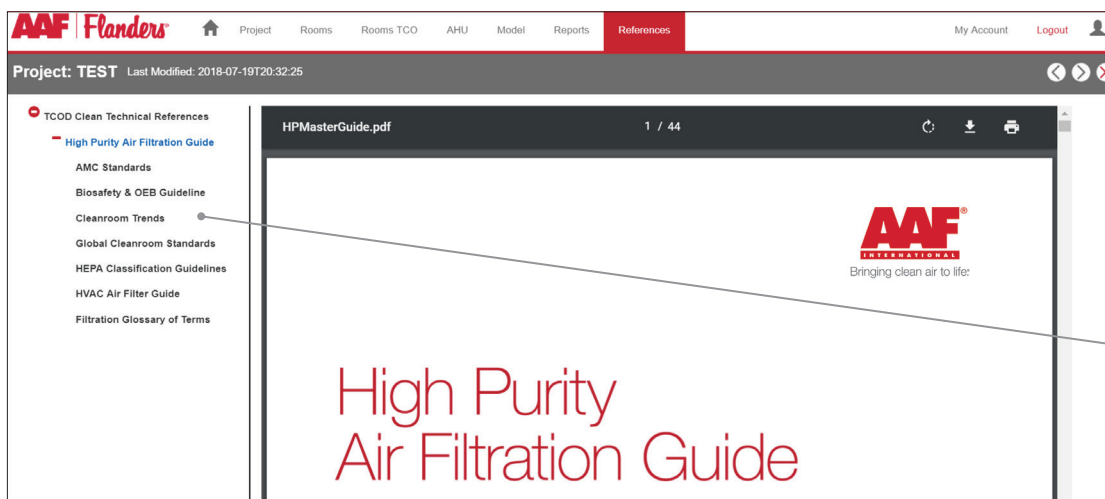 AAF Flanders® Project Rooms Rooms TCO AHU Model Reports References My Account Logout
Project: TEST Last Modified: 2018-07-19T20:32:25
TCOD Clean Technical References
High Purity Air Filtration Guide
AMC Standards
Biosafety & OEB Guideline
Cleanroom Trends
Global Cleanroom Standards
HEPA Classification Guidelines
HVAC Air Filter Guide
Filtration Glossary of Terms
HPMasterGuide.pdf 1 / 44
AAF®
INTERNATIONAL
Bringing clean air to life.®
High Purity
Air Filtration Guide